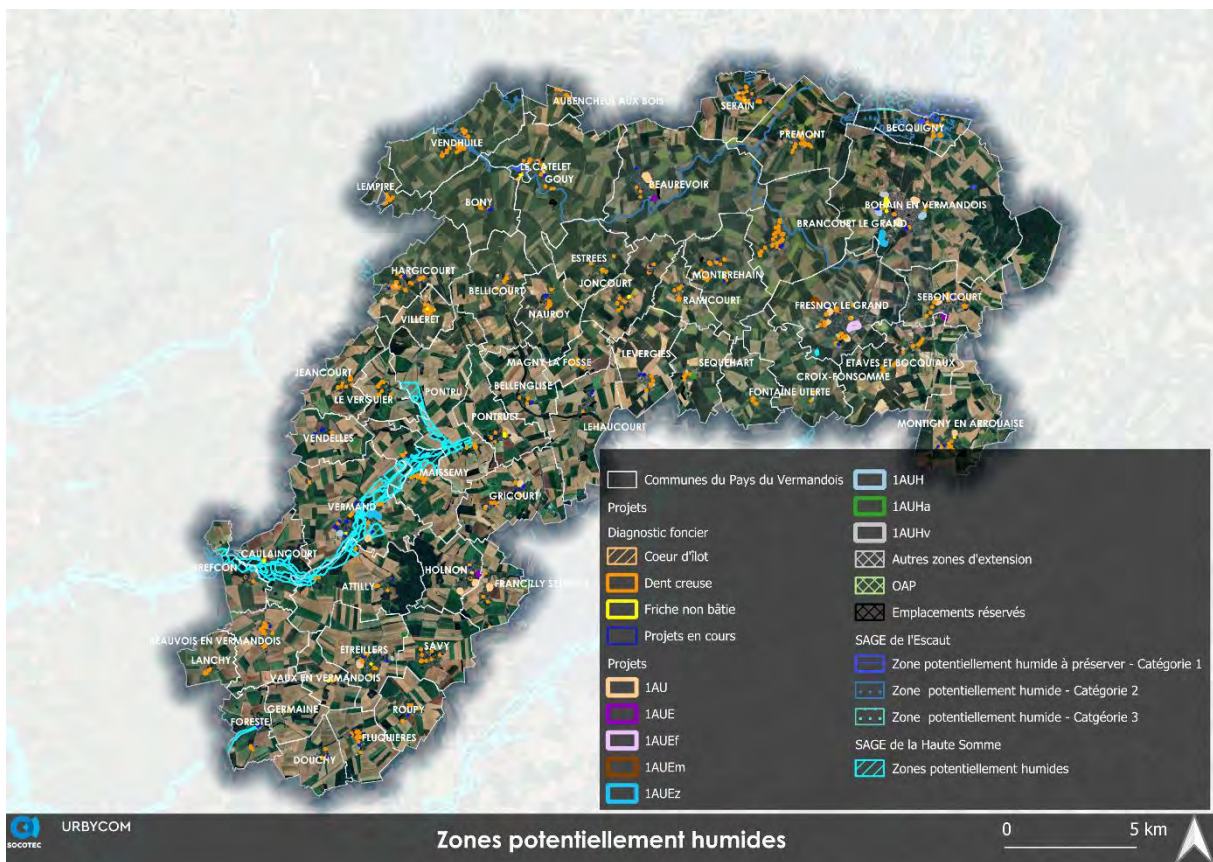 AUBENCHEUL AUX BOIS
SERAIN
BECQUIGNY
PREMONT
VENDHUILE
LE CATELET
GOUY
BEAUREVOIR
LEMPIRE
BONY
BOHAIN EN VERMANDOIS
BRANCOURT LE GRAND
ESTREES
HARGICOURT
JONCOURT
MONTBREHAIN
BELLICOURT
RAMICOURT
SEBONCOURT
NAUROY
FRESNOY LE GRAND
VILLERET
LEVERGIES
MAGNY LA FOSSE
SEQUEHART
ETAVES ET BOCQUIAUX
JEANCOURT
CROIX-FONSOMME
BELLENGLISE
PONTRU
LE VERGUIER
FONTAINE UTERTE
PONTRUET
LEHAUCOURT
MONTIGNY EN ARROUAISE
VENDELLES
MAISSEMY
GRICOURT
VERMAND
CAULAINCOURT
TREFCON
HOLNON
ATTILLY
BEAUVOIS EN VERMANDOIS
ETREILLERS
SAVY
LANCHY
VAUX EN VERMANDOIS
GERMAINE
ROUPY
FORESTE
FLUQUIERES
DOUCHY
Communes du Pays du Vermandois
Projets
Diagnostic foncier
Coeur d'îlot
Dent creuse
Friche non bâtie
Projets en cours
Projets
1AU
1AUE
1AUEf
1AUEm
1AUEz
1AUH
1AUHa
1AUHv
Autres zones d'extension
OAP
Emplacements réservés
SAGE de l'Escaut
Zone potentiellement humide à préserver - Catégorie 1
Zone potentiellement humide - Catégorie 2
Zone potentiellement humide - Catgéorie 3
SAGE de la Haute Somme
Zones potentiellement humides
SOCOTEC
URBYCOM
Zones potentiellement humides
0 5 km